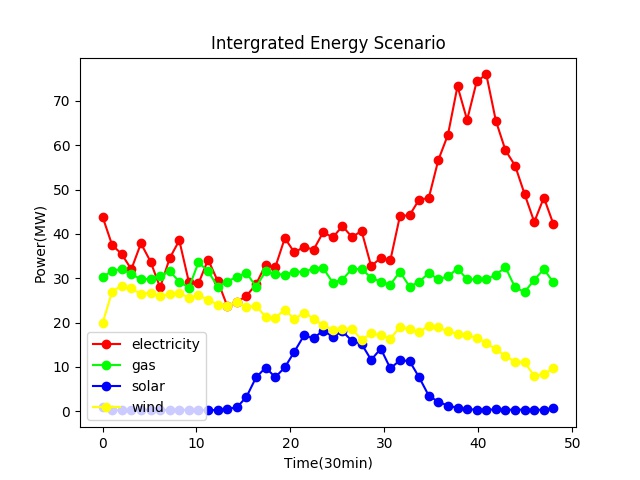 Intergrated Energy Scenario
Power(MW)
70
60
50
40
30
20
10
0
electricity
gas
solar
wind
0 10 20 30 40 50
Time(30min)